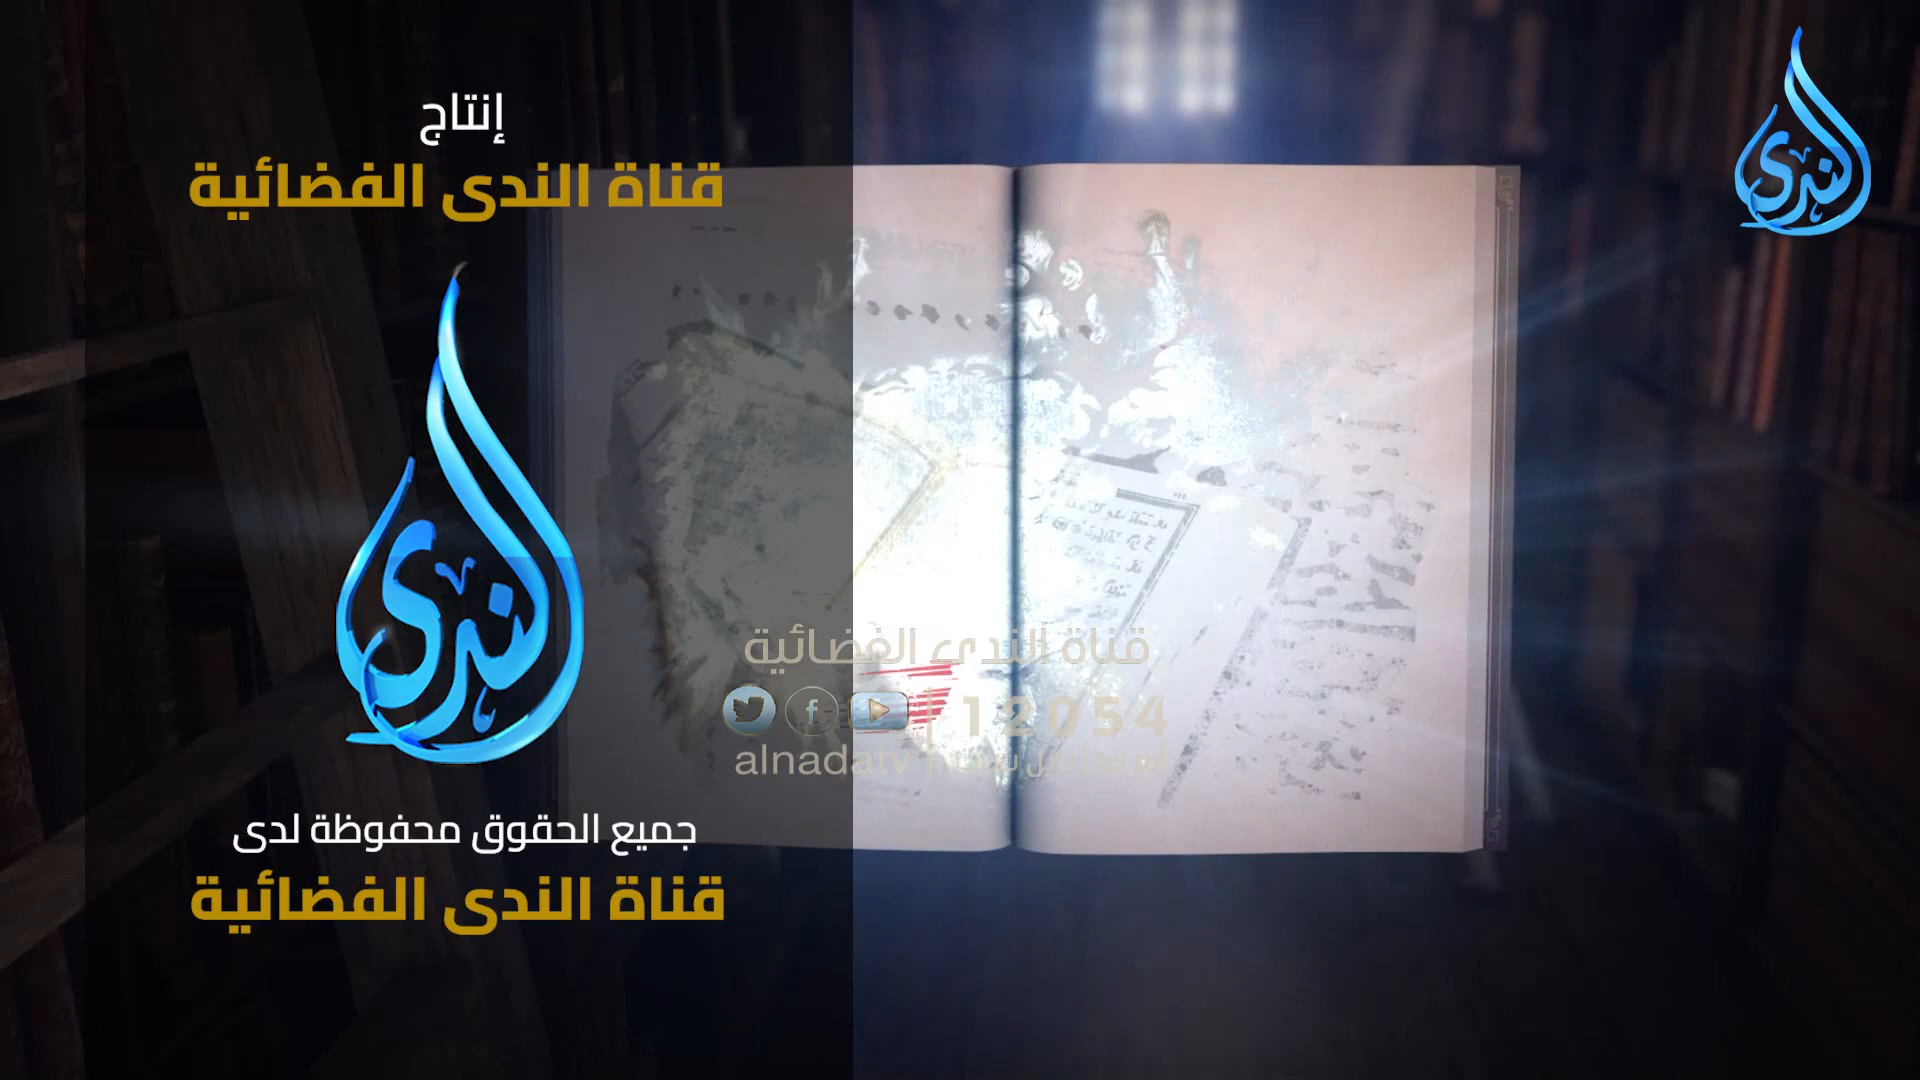 إنتاج
قناة الندى الفضائية
الندى
جميع الحقوق محفوظة لدى
قناة الندى الفضائية
الندى
قناة الندى الفضائية
12054
alnadatv